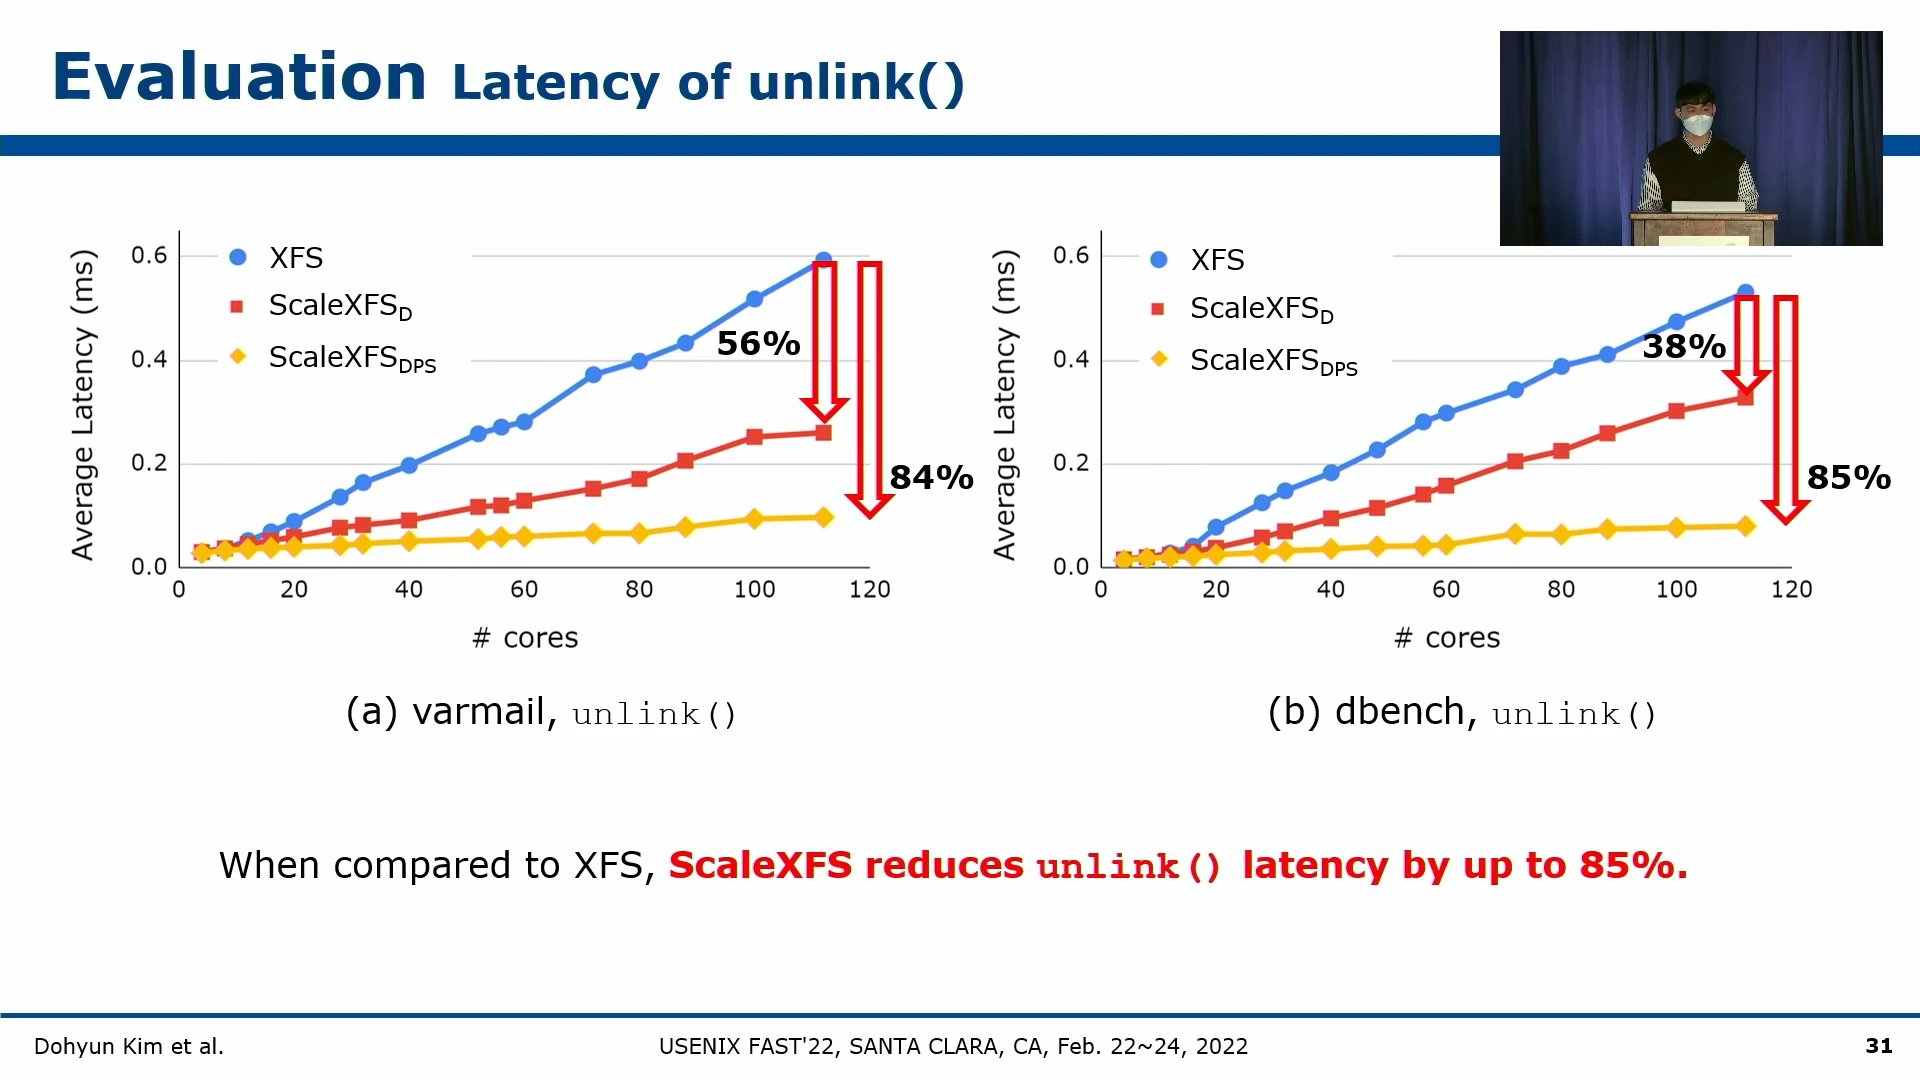 Evaluation Latency of unlink()
Average Latency (ms)
0.6
0.4
0.2
0.0
XFS
ScaleXFSD
ScaleXFSDPS
56%
84%
0 20 40 60 80 100 120
# cores
(a) varmail, unlink()
Average Latency (ms)
0.6
0.4
0.2
0.0
XFS
ScaleXFSD
ScaleXFSDPS
38%
85%
0 20 40 60 80 100 120
# cores
(b) dbench, unlink()
When compared to XFS, ScaleXFS reduces unlink() latency by up to 85%.
Dohyun Kim et al.
USENIX FAST'22, SANTA CLARA, CA, Feb. 22~24, 2022
31